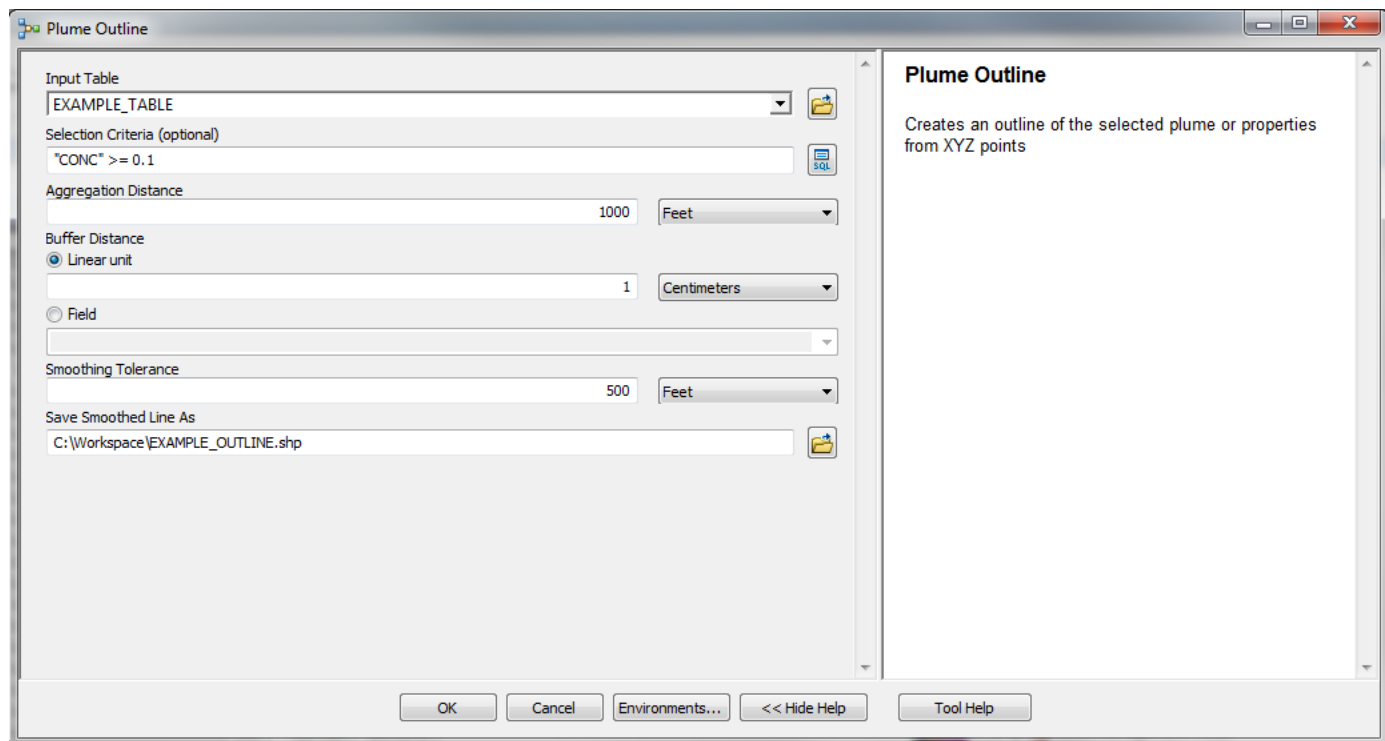 Plume Outline
Input Table
EXAMPLE_TABLE
Selection Criteria (optional)
"CONC" >= 0.1
SQL
Aggregation Distance
1000 Feet
Buffer Distance
Linear unit
1 Centimeters
Field
Smoothing Tolerance
500 Feet
Save Smoothed Line As
C:\Workspace\EXAMPLE_OUTLINE.shp
Plume Outline
Creates an outline of the selected plume or properties
from XYZ points
OK Cancel Environments... << Hide Help Tool Help